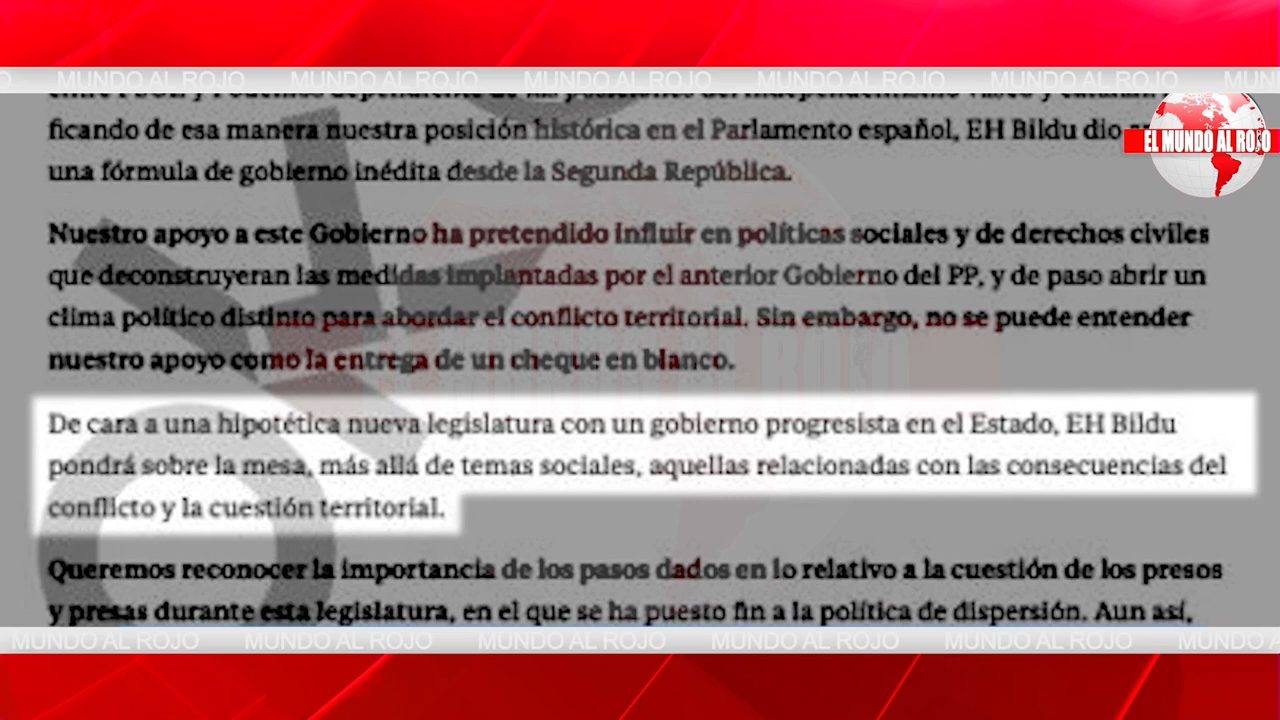 MUNDO AL ROJO MUNDO AL ROJO MUNDO AL ROJO MUNDO AL ROJO MUNDO AL ROJO
ficando de esa manera nuestra posición histórica en el Parlamento español, EH Bildu dio
EL MUNDO AL ROJO
una fórmula de gobierno inédita desde la Segunda República.
Nuestro apoyo a este Gobierno ha pretendido influir en políticas sociales y de derechos civiles
que deconstruyeran las medidas implantadas por el anterior Gobierno del PP, y de paso abrir un
clima político distinto para abordar el conflicto territorial. Sin embargo, no se puede entender
nuestro apoyo como la entrega de un cheque en blanco.
De cara a una hipotética nueva legislatura con un gobierno progresista en el Estado, EH Bildu
pondrá sobre la mesa, más allá de temas sociales, aquellas relacionadas con las consecuencias del
conflicto y la cuestión territorial.
Queremos reconocer la importancia de los pasos dados en lo relativo a la cuestión de los presos
y presas durante esta legislatura, en el que se ha puesto fin a la política de dispersión. Aun así,
MUNDO AL ROJO MUNDO AL ROJO MUNDO AL ROJO MUNDO AL ROJO MUNDO AL ROJO